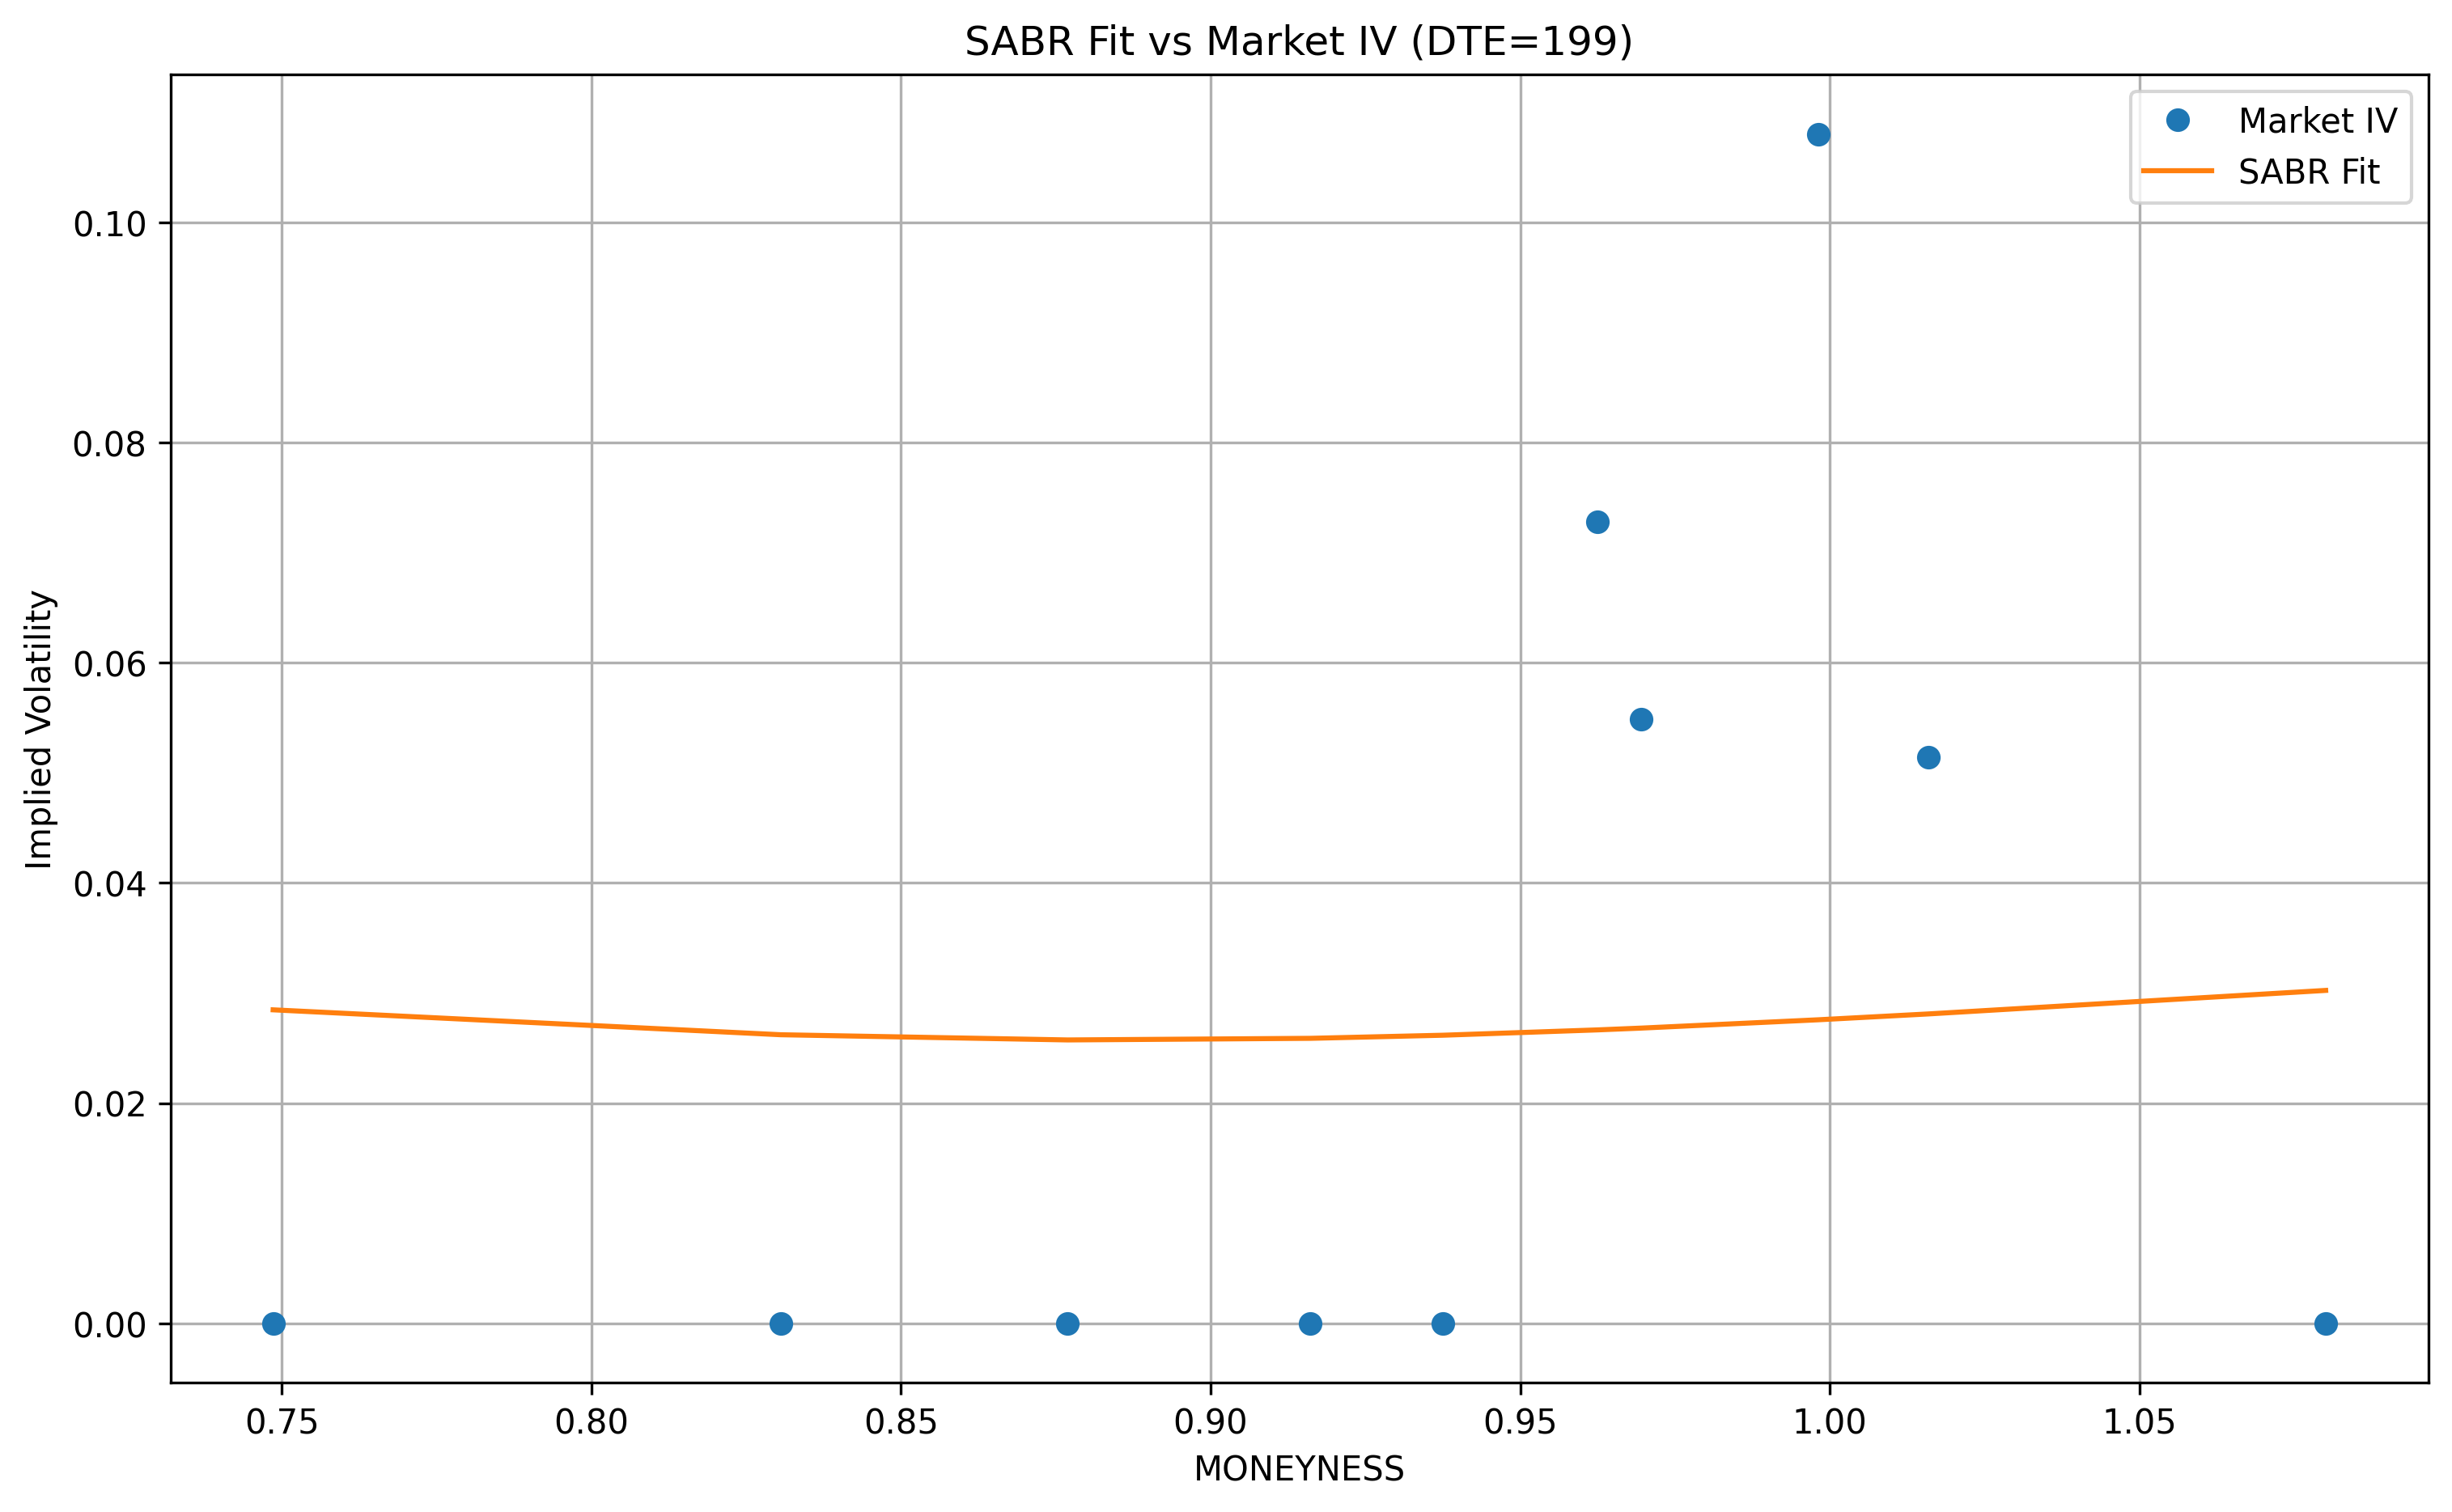 SABR Fit vs Market IV (DTE=199)
Market IV
SABR Fit
0.10
0.08
0.06
0.04
0.02
0.00
Implied Volatility
0.75 0.80 0.85 0.90 0.95 1.00 1.05
MONEYNESS